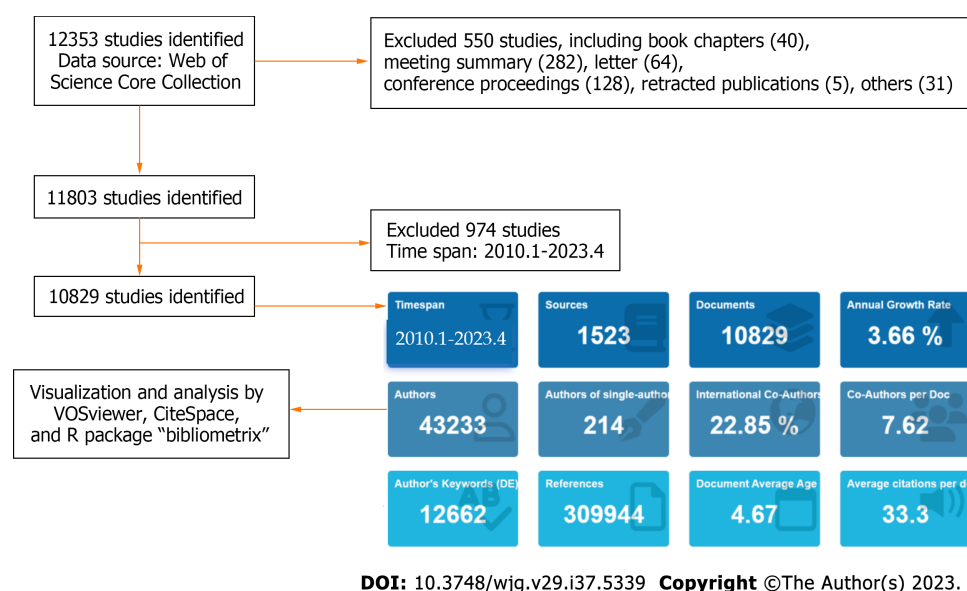 12353 studies identified
Data source: Web of
Science Core Collection
Excluded 550 studies, including book chapters (40),
meeting summary (282), letter (64),
conference proceedings (128), retracted publications (5), others (31)
11803 studies identified
Excluded 974 studies
Time span: 2010.1-2023.4
10829 studies identified
Timespan
2010.1-2023.4
Sources
1523
Documents
10829
Annual Growth Rate
3.66 %
Visualization and analysis by
VOSviewer, CiteSpace,
and R package “bibliometrix”
Authors
43233
Authors of single-author
214
International Co-Authors
22.85 %
Co-Authors per Doc
7.62
Author's Keywords (DE)
12662
References
309944
Document Average Age
4.67
Average citations per d
33.3
AB
DOI: 10.3748/wjg.v29.i37.5339 Copyright ©The Author(s) 2023.